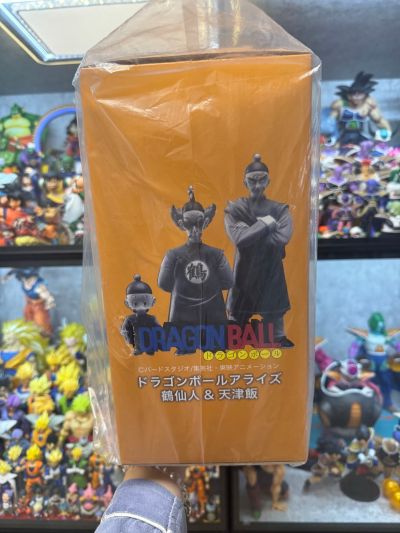 鶴
DRAGONBALL
ドラゴンボール
©バードスタジオ/集英社・東映アニメーション
ドラゴンボールアライズ
鶴仙人 & 天津飯